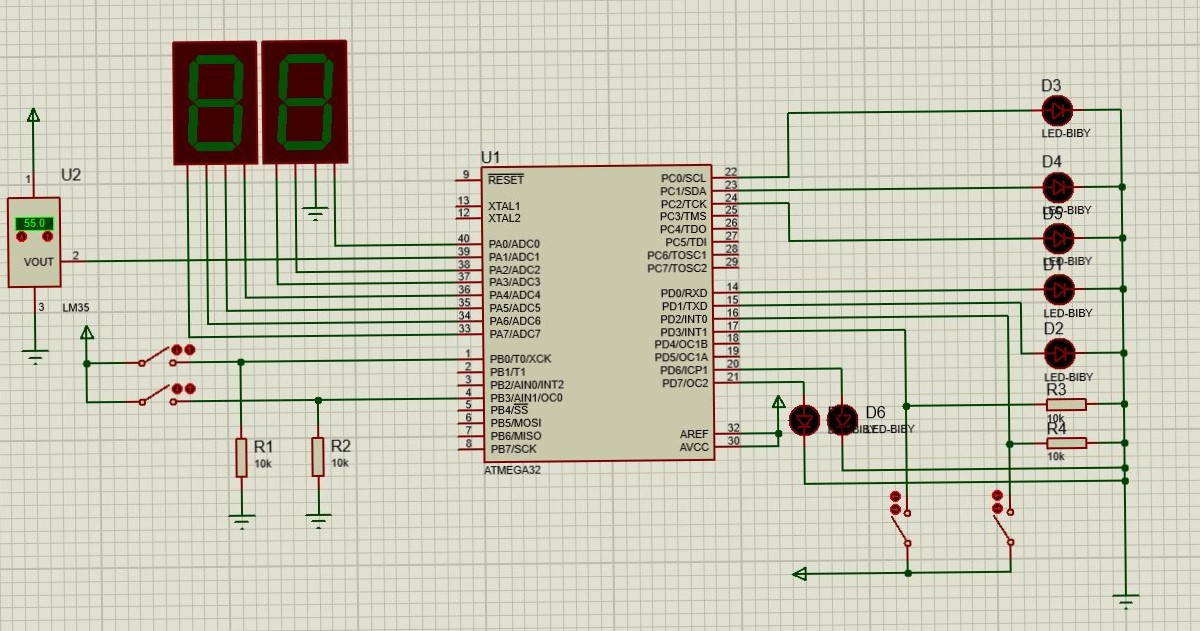 U2
1
55.0
VOUT
2
3
LM35
U1
9
RESET
13
XTAL1
12
XTAL2
40
PA0/ADC0
39
PA1/ADC1
38
PA2/ADC2
37
PA3/ADC3
36
PA4/ADC4
35
PA5/ADC5
34
PA6/ADC6
33
PA7/ADC7
1
PB0/T0/XCK
2
PB1/T1
3
PB2/AIN0/INT2
4
PB3/AIN1/OC0
5
PB4/SS
6
PB5/MOSI
7
PB6/MISO
8
PB7/SCK
ATMEGA32
PC0/SCL
22
PC1/SDA
23
PC2/TCK
24
PC3/TMS
25
PC4/TDO
26
PC5/TDI
27
PC6/TOSC1
28
PC7/TOSC2
29
PD0/RXD
14
PD1/TXD
15
PD2/INT0
16
PD3/INT1
17
PD4/OC1B
18
PD5/OC1A
19
PD6/ICP1
20
PD7/OC2
21
AREF
32
AVCC
30
R1
10k
R2
10k
D3
LED-BIBY
D4
LED-BIBY
D5
LED-BIBY
D1
LED-BIBY
D2
LED-BIBY
R3
10k
R4
10k
D6
LED-BIBY